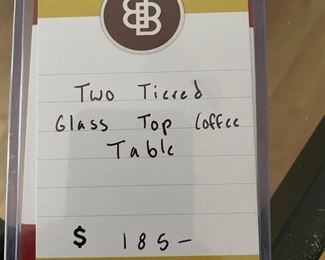 Two Tiered
Glass Top Coffee
Table
$ 185-